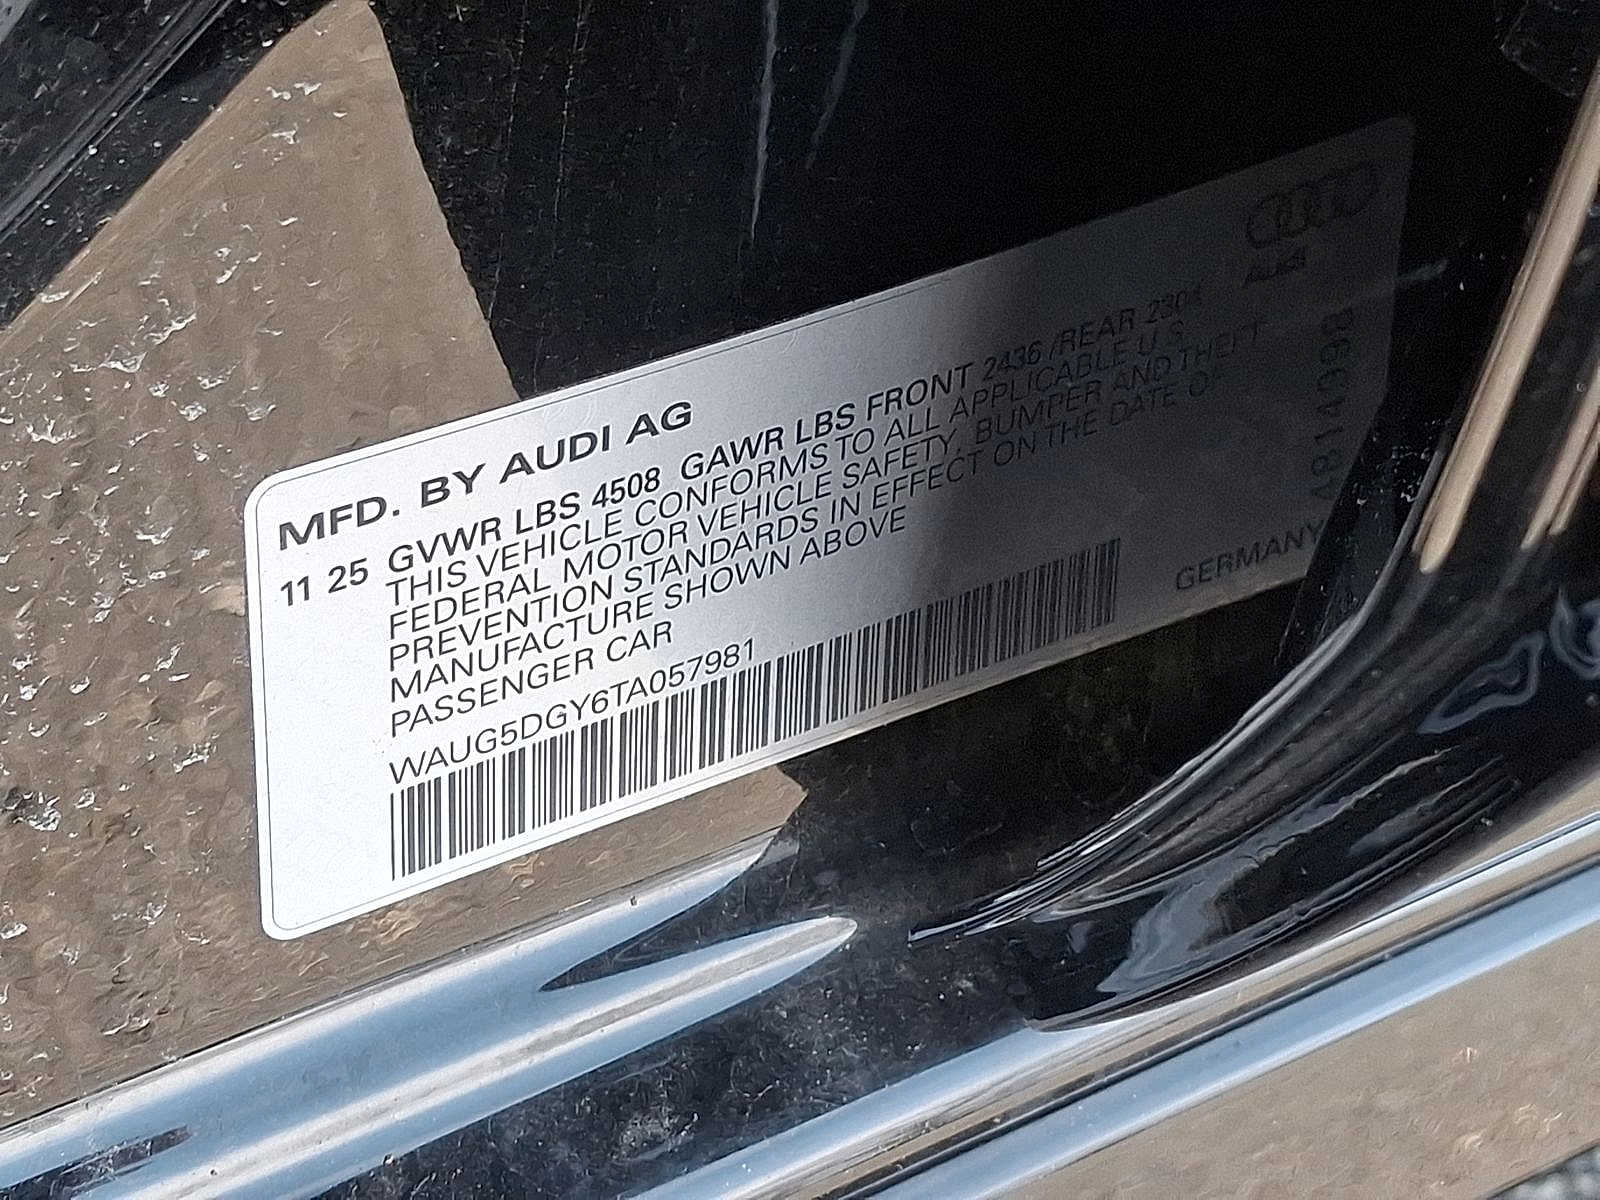 MFD. BY AUDI AG
Audi
11 25 GVWR LBS 4508 GAWR LBS FRONT 2436 /REAR 2304
THIS VEHICLE CONFORMS TO ALL APPLICABLE U.S.
FEDERAL MOTOR VEHICLE SAFETY, BUMPER AND THEFT
PREVENTION STANDARDS IN EFFECT ON THE DATE OF
MANUFACTURE SHOWN ABOVE
PASSENGER CAR
WAUG5DGY6TA057981
GERMANY